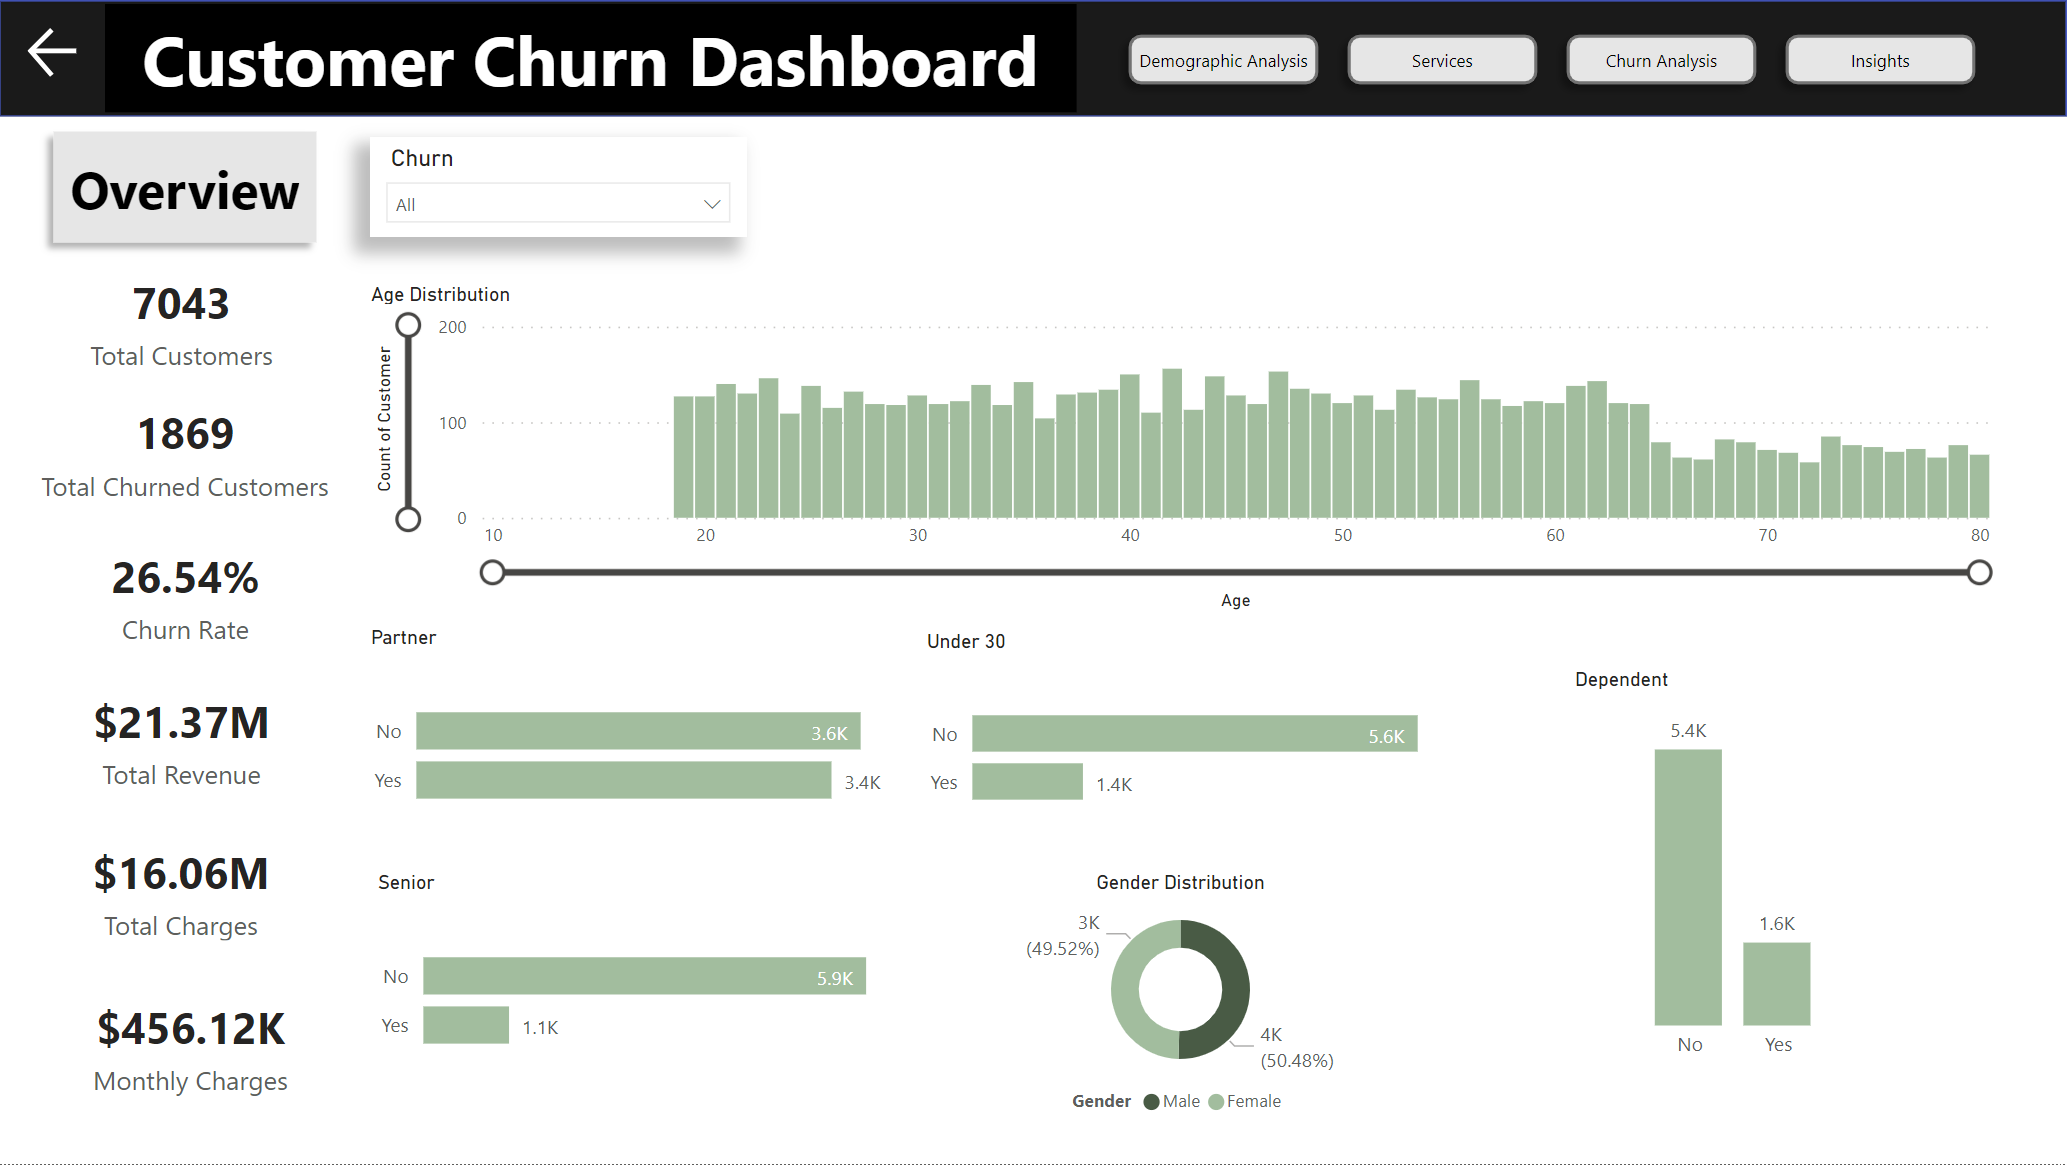 Customer Churn Dashboard
Demographic Analysis
Services
Churn Analysis
Insights
Overview
Churn
All
7043
Total Customers
1869
Total Churned Customers
26.54%
Churn Rate
$21.37M
Total Revenue
$16.06M
Total Charges
$456.12K
Monthly Charges
Age Distribution
Count of Customer
200
100
0
10 20 30 40 50 60 70 80
Age
Partner
No 3.6K
Yes 3.4K
Under 30
No 5.6K
Yes 1.4K
Dependent
5.4K
1.6K
No Yes
Senior
No 5.9K
Yes 1.1K
Gender Distribution
3K
(49.52%)
4K
(50.48%)
Gender Male Female